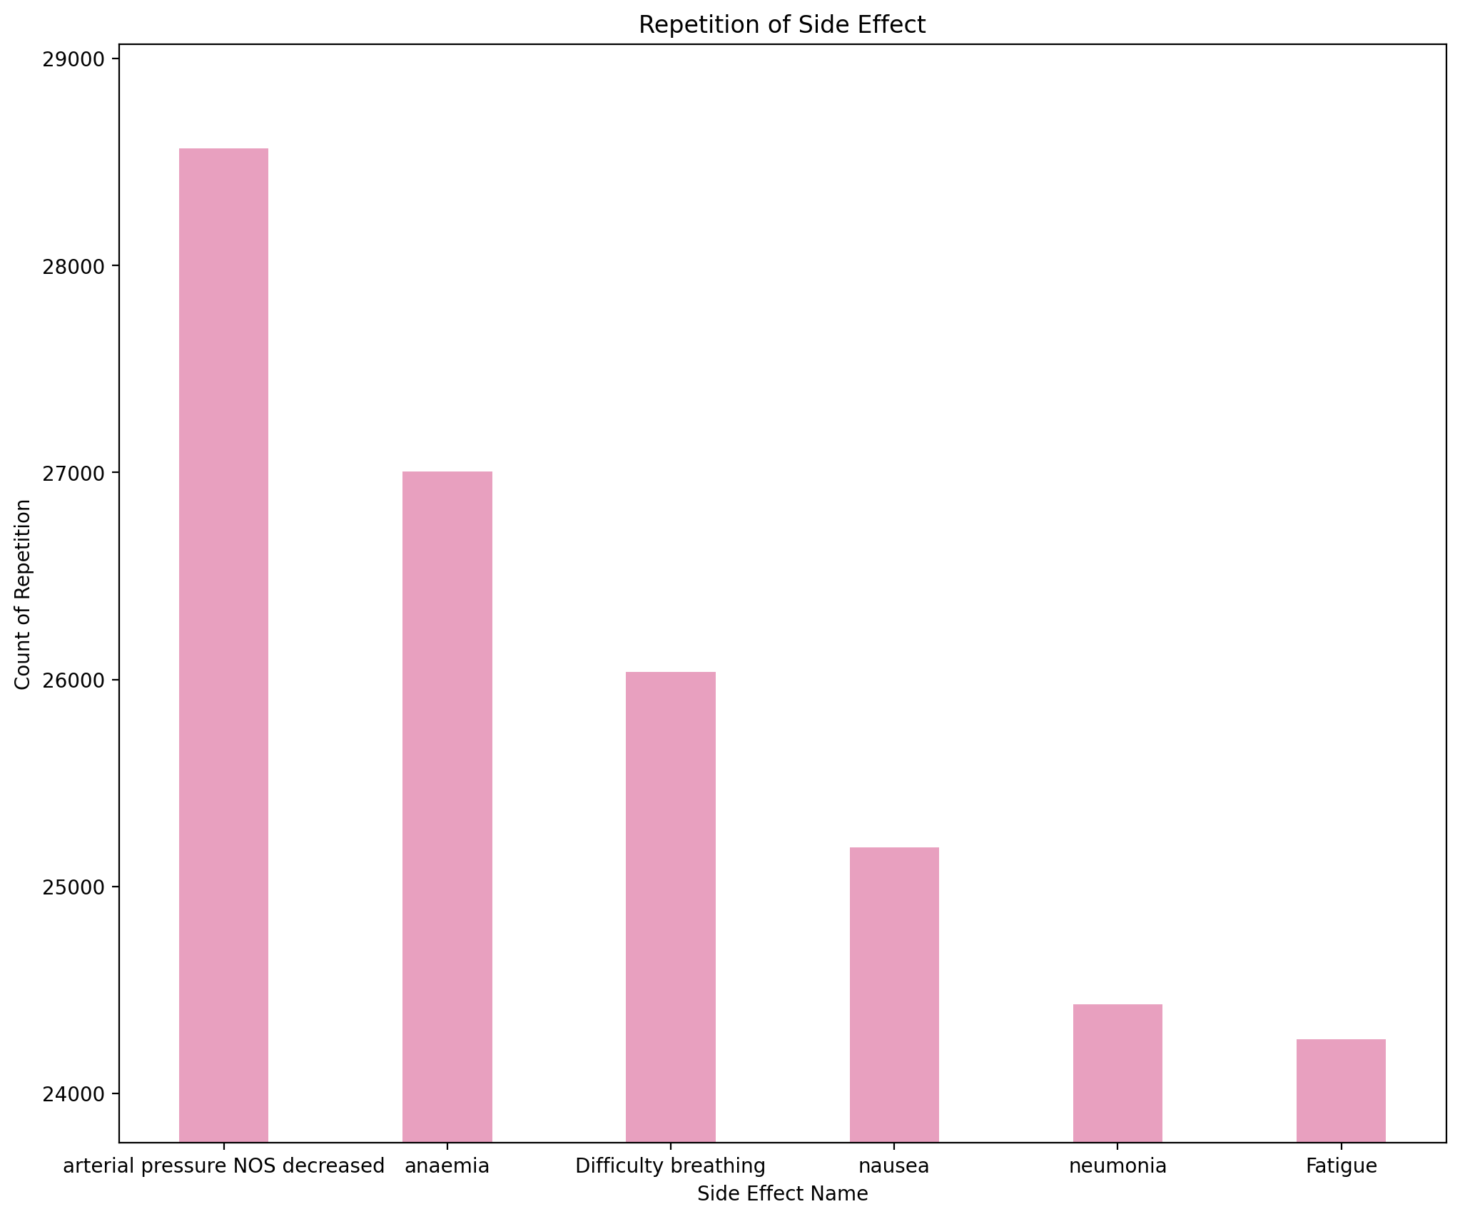 Repetition of Side Effect
29000
28000
27000
26000
25000
24000
Count of Repetition
arterial pressure NOS decreased anaemia Difficulty breathing nausea neumonia Fatigue
Side Effect Name